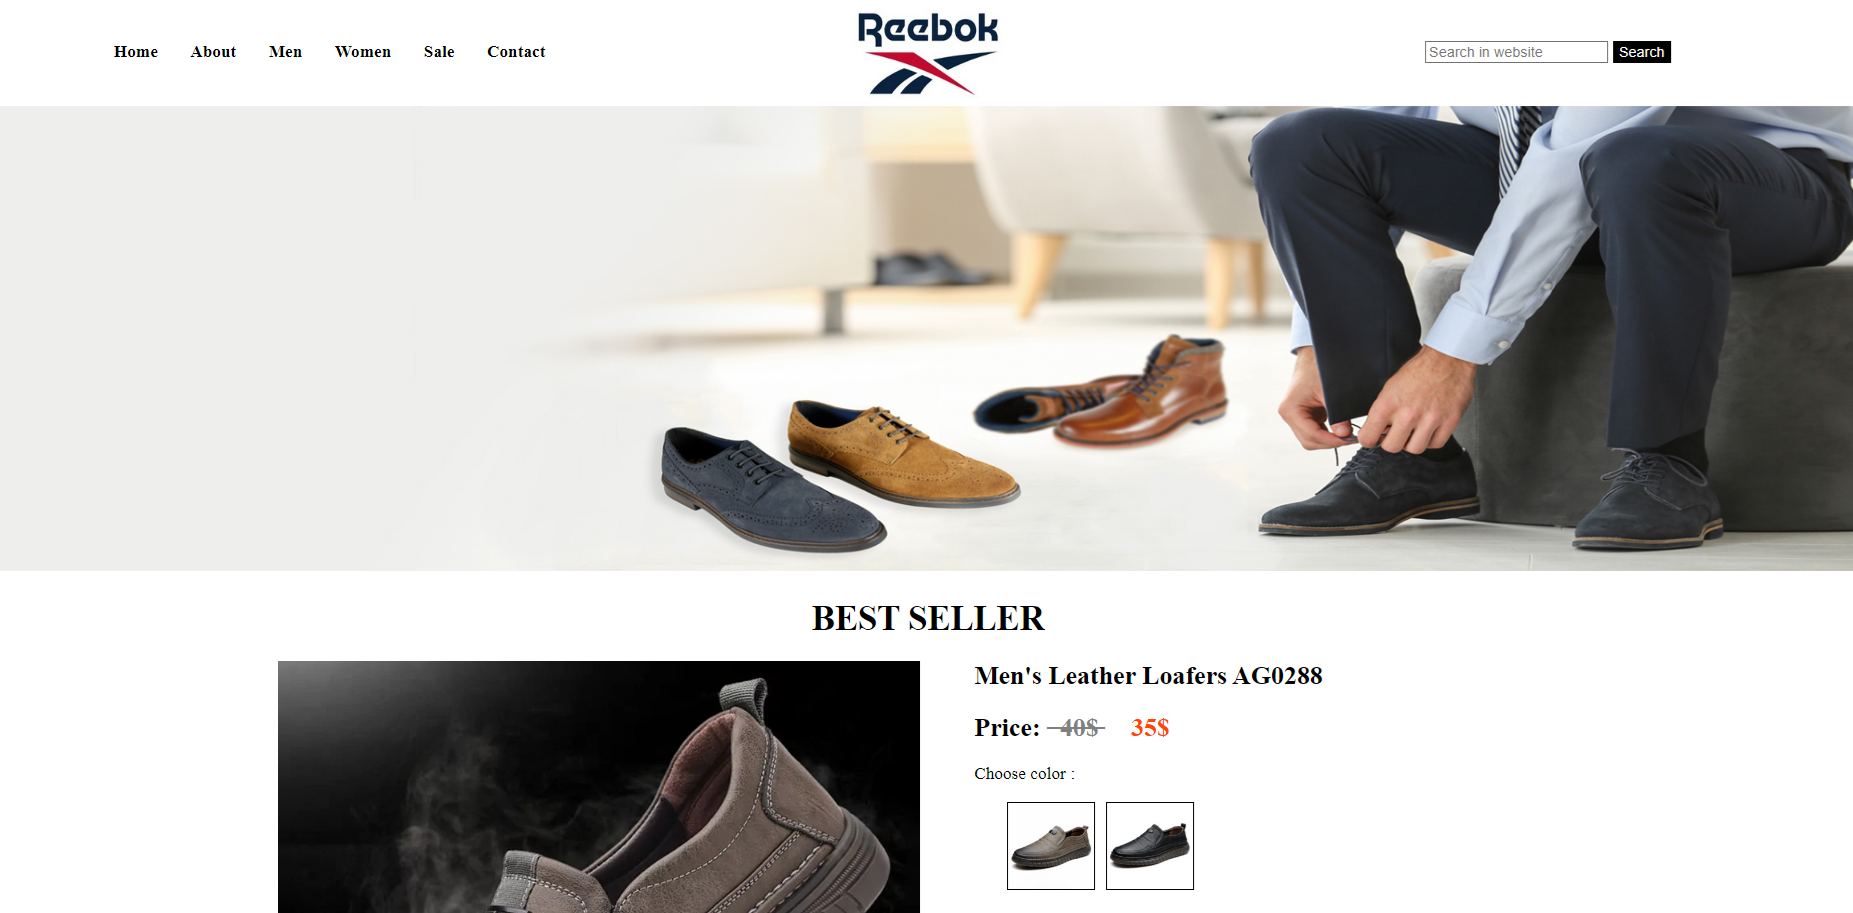 Home About Men Women Sale Contact
Reebok
Search in website Search
BEST SELLER
Men's Leather Loafers AG0288
Price: 40$ 35$
Choose color :